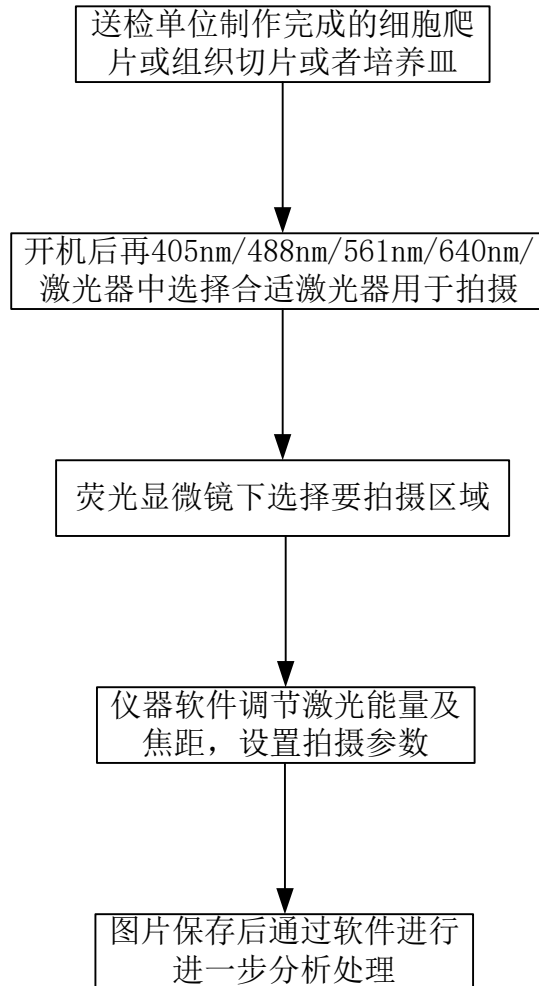 送检单位制作完成的细胞爬
片或组织切片或者培养皿
开机后再405nm/488nm/561nm/640nm/
激光器中选择合适激光器用于拍摄
荧光显微镜下选择要拍摄区域
仪器软件调节激光能量及
焦距，设置拍摄参数
图片保存后通过软件进行
进一步分析处理